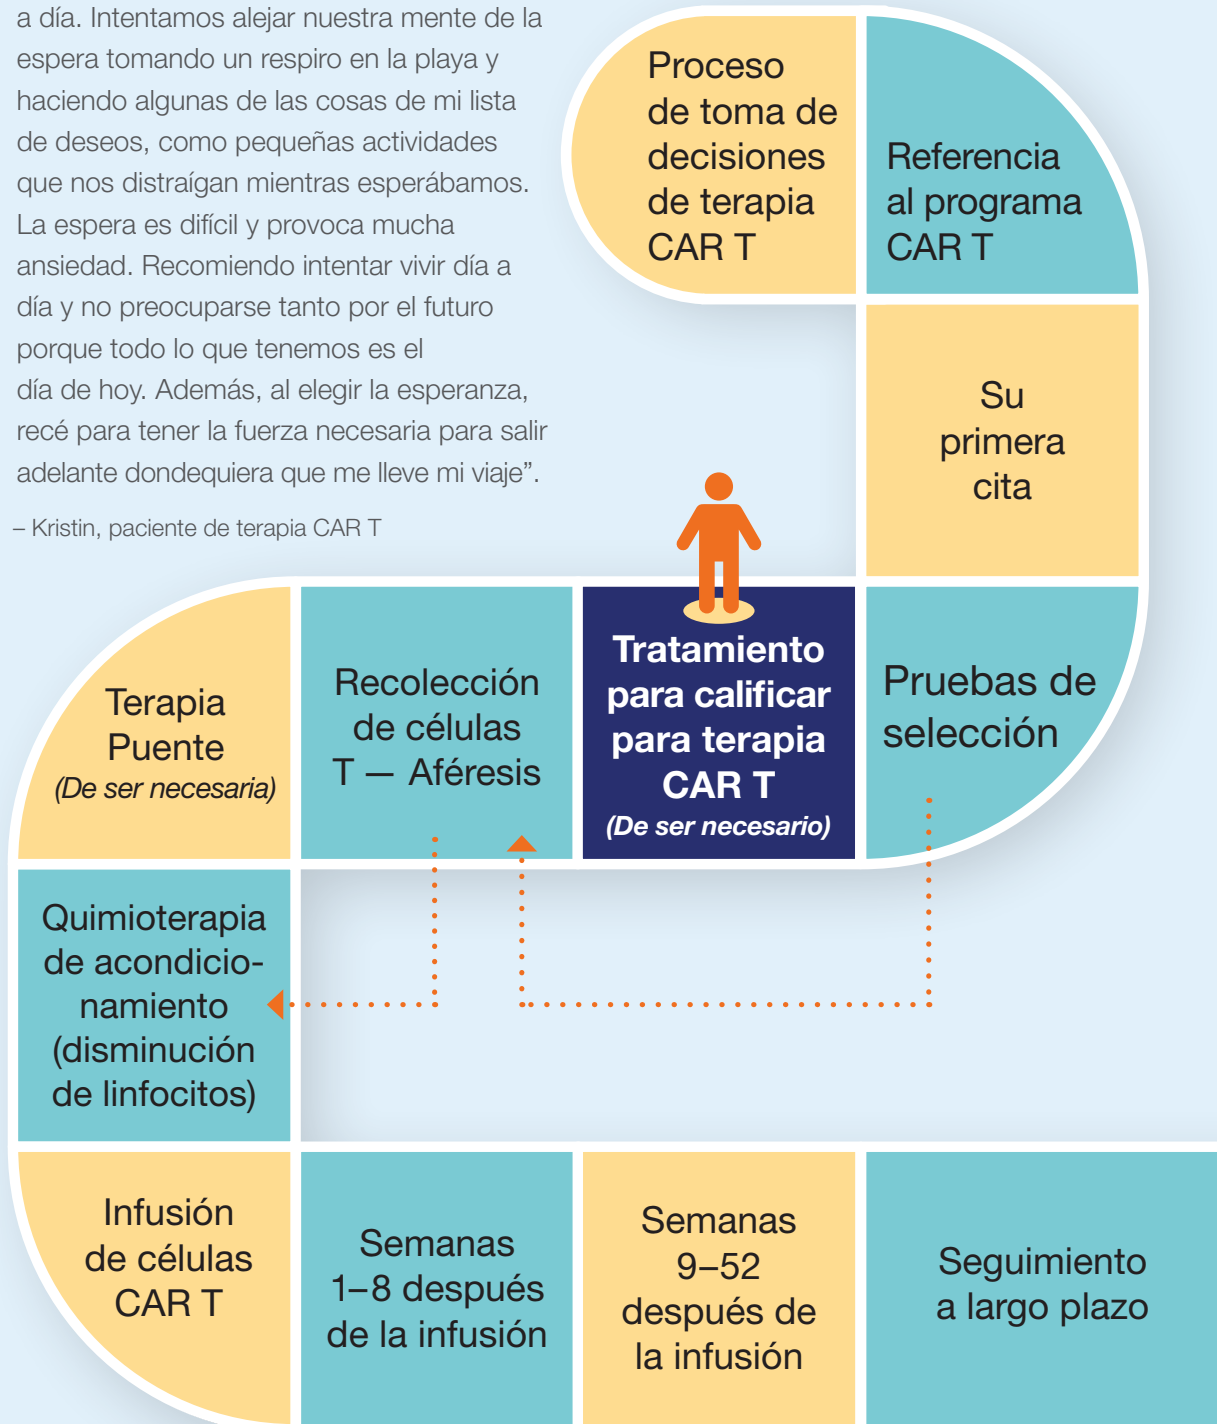 a día. Intentamos alejar nuestra mente de la
espera tomando un respiro en la playa y
haciendo algunas de las cosas de mi lista
de deseos, como pequeñas actividades
que nos distraígan mientras esperábamos.
La espera es difícil y provoca mucha
ansiedad. Recomiendo intentar vivir día a
día y no preocuparse tanto por el futuro
porque todo lo que tenemos es el
día de hoy. Además, al elegir la esperanza,
recé para tener la fuerza necesaria para salir
adelante dondequiera que me lleve mi viaje”.
– Kristin, paciente de terapia CAR T
Proceso
de toma de
decisiones
de terapia
CAR T
Referencia
al programa
CAR T
Su
primera
cita
Pruebas de
selección
Tratamiento
para calificar
para terapia
CAR T
(De ser necesario)
Recolección
de células
T — Aféresis
Terapia
Puente
(De ser necesaria)
Quimioterapia
de acondicio-
namiento
(disminución
de linfocitos)
Infusión
de células
CAR T
Semanas
1–8 después
de la infusión
Semanas
9–52
después de
la infusión
Seguimiento
a largo plazo